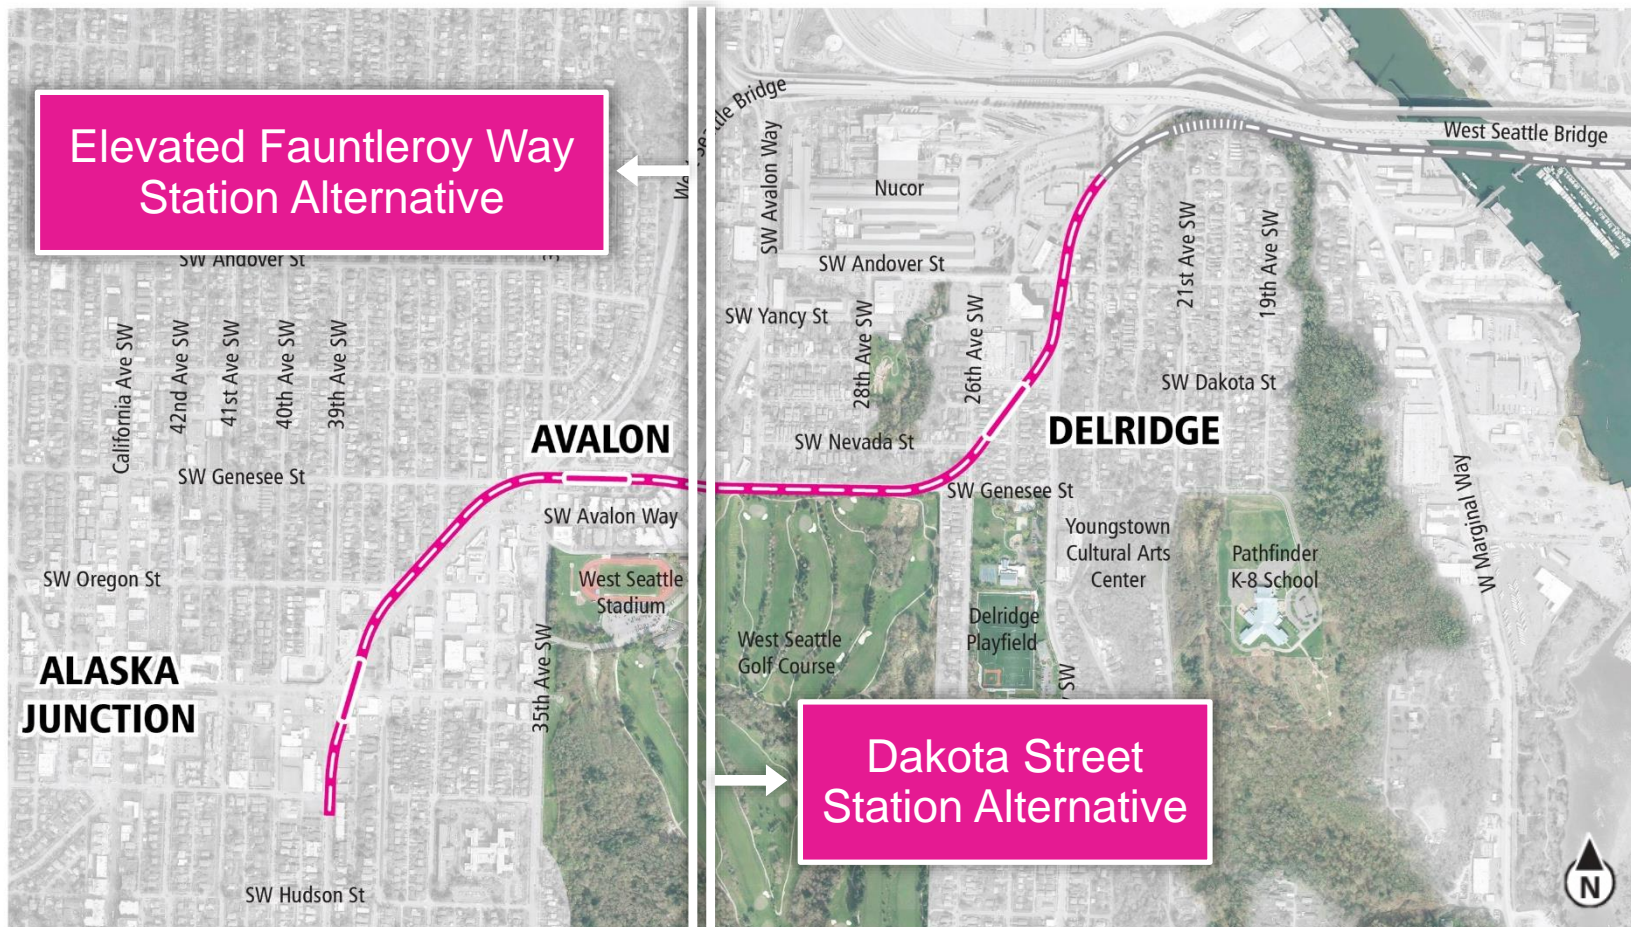 Elevated Fauntleroy Way
Station Alternative
West Seattle Bridge
SW Avalon Way
Nucor
West Seattle Bridge
SW Andover St
SW Andover St
21st Ave SW
19th Ave SW
SW Yancy St
28th Ave SW
26th Ave SW
California Ave SW
42nd Ave SW
41st Ave SW
40th Ave SW
39th Ave SW
SW Dakota St
AVALON
DELRIDGE
SW Nevada St
SW Genesee St
SW Genesee St
SW Avalon Way
W Marginal Way
Youngstown
Cultural Arts
Center
Pathfinder
K-8 School
SW Oregon St
West Seattle
Stadium
Delridge
Playfield
West Seattle
Golf Course
35th Ave SW
SW
ALASKA
JUNCTION
Dakota Street
Station Alternative
SW Hudson St
N